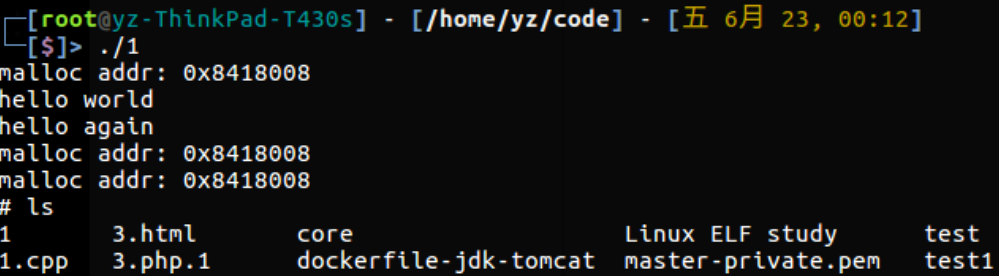 [root@yz-ThinkPad-T430s] - [/home/yz/code] - [五 6月 23, 00:12]
[$]> ./1
malloc addr: 0x8418008
hello world
hello again
malloc addr: 0x8418008
malloc addr: 0x8418008
# ls
1 3.html core Linux ELF study test
1.cpp 3.php.1 dockerfile-jdk-tomcat master-private.pem test1